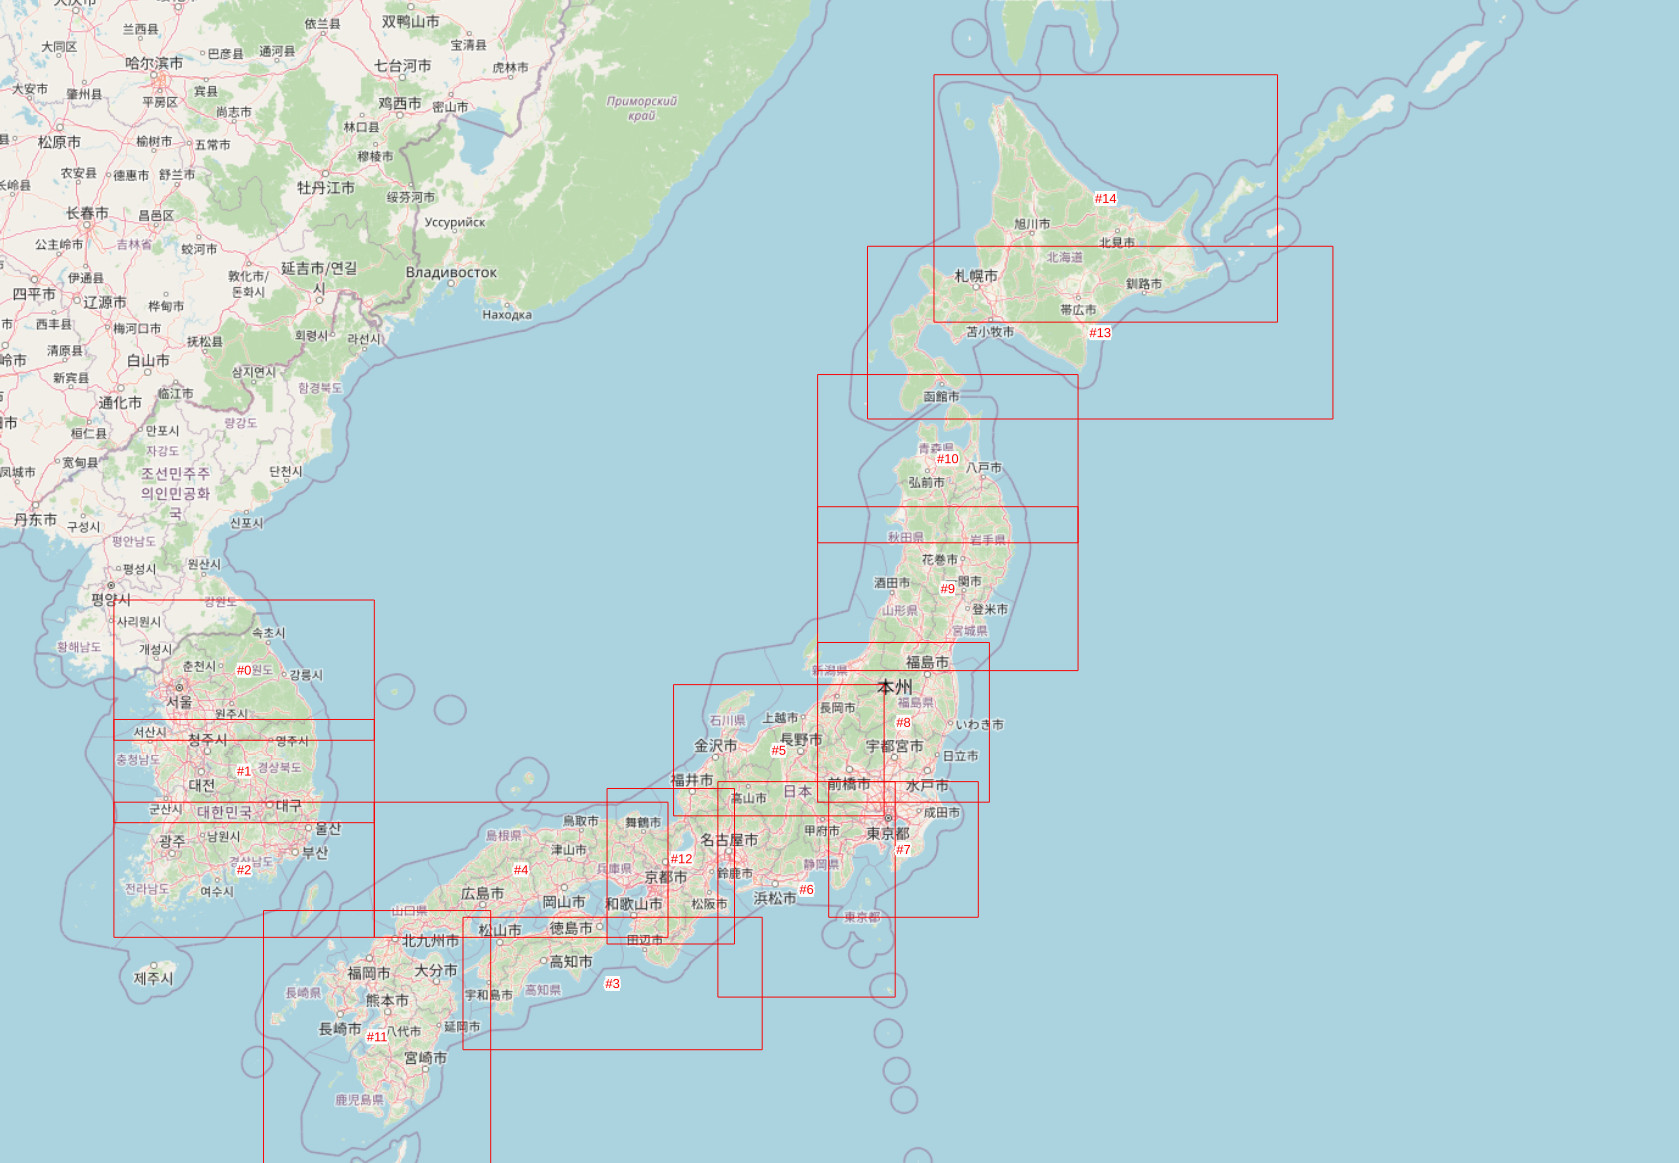 大庆市
依兰县
双鸭山市
兰西县
大同区
巴彦县
通河县
宝清县
哈尔滨市
七台河市
虎林市
大安市
肇州县
平房区
宾县
尚志市
鸡西市
密山市
Приморский
край
林口县
松原市
榆树市
五常市
穆棱市
农安县
德惠市
舒兰市
长岭县
牡丹江市
绥芬河市
#14
长春市
昌邑区
Уссурийск
旭川市
公主岭市
吉林省
蛟河市
北見市
北海道
延吉市/연길
시
Владивосток
伊通县
敦化市/
돈화시
札幌市
釧路市
四平市
辽源市
桦甸市
帯広市
Находка
西丰县
梅河口市
회령시
라선시
苫小牧市
#13
清原县
抚松县
白山市
新宾县
삼지연시
함경북도
临江市
通化市
函館市
량강도
桓仁县
만포시
자강도
青森県
#10
宽甸县
八戸市
凤城市
조선민주주
의인민공화
국
단천시
弘前市
丹东市
구성시
신포시
평안남도
秋田県
岩手県
평성시
원산시
花巻市
酒田市
関市
#9
평양시
강원도
山形県
登米市
사리원시
속초시
宮城県
황해남도
개성시
춘천시
#0
원도
강릉시
新潟県
福島市
서울
本州
원주시
長岡市
福島県
石川県
上越市
#8
いわき市
서산시
청주시
영주시
金沢市
長野市
#5
宇都宮市
日立市
충청남도
#1
경상북도
대전
福井市
前橋市
水戸市
日本
高山市
군산시
대한민국
대구
成田市
광주
남원시
울산
島根県
鳥取市
舞鶴市
名古屋市
甲府市
東京都
부산
津山市
#7
경상남도
#2
#4
兵庫県
#12
京都市
鈴鹿市
静岡県
전라남도
여수시
広島市
岡山市
和歌山市
松阪市
浜松市
#6
山口県
東京都
松山市
徳島市
田辺市
北九州市
제주시
福岡市
大分市
高知市
#3
長崎県
熊本市
宇和島市
高知県
長崎市
#11
八代市
延岡市
宮崎市
鹿児島県